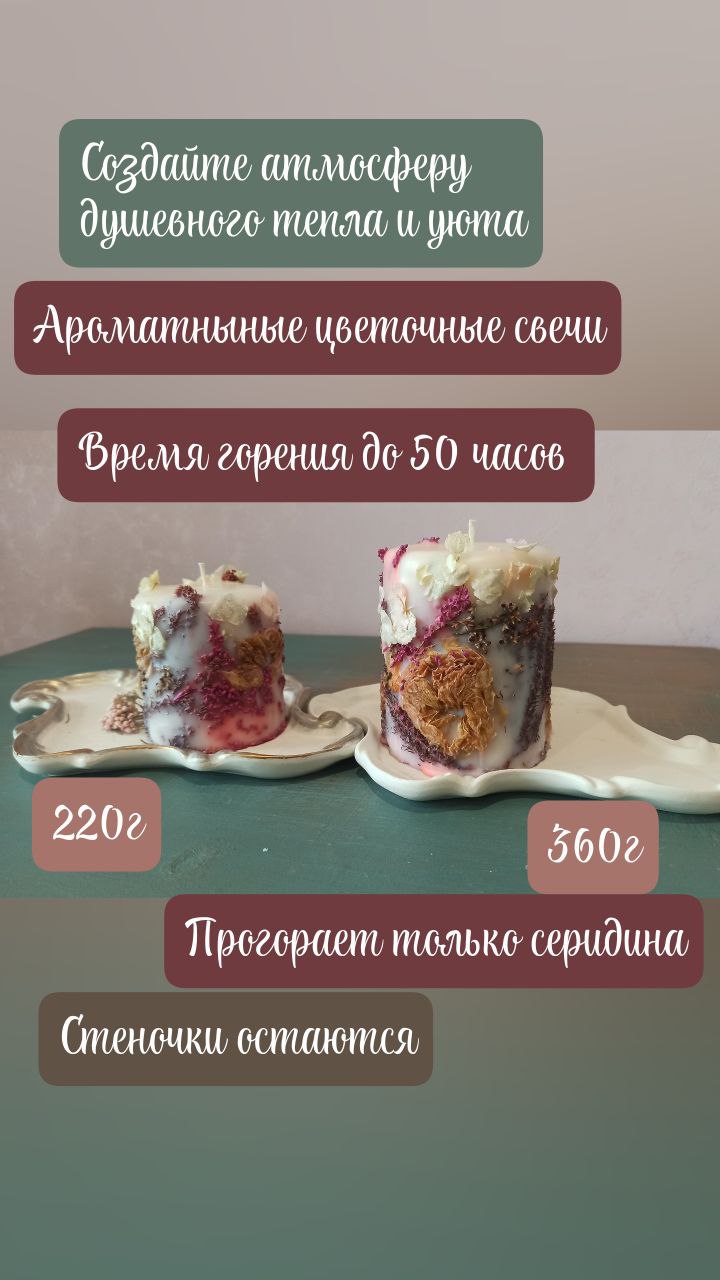 Создайте атмосферу
душевного тепла и уюта
Ароматныные цветочные свечи
Время горения до 50 часов
220г
360г
Прогорает только серидина
Стеночки остаются